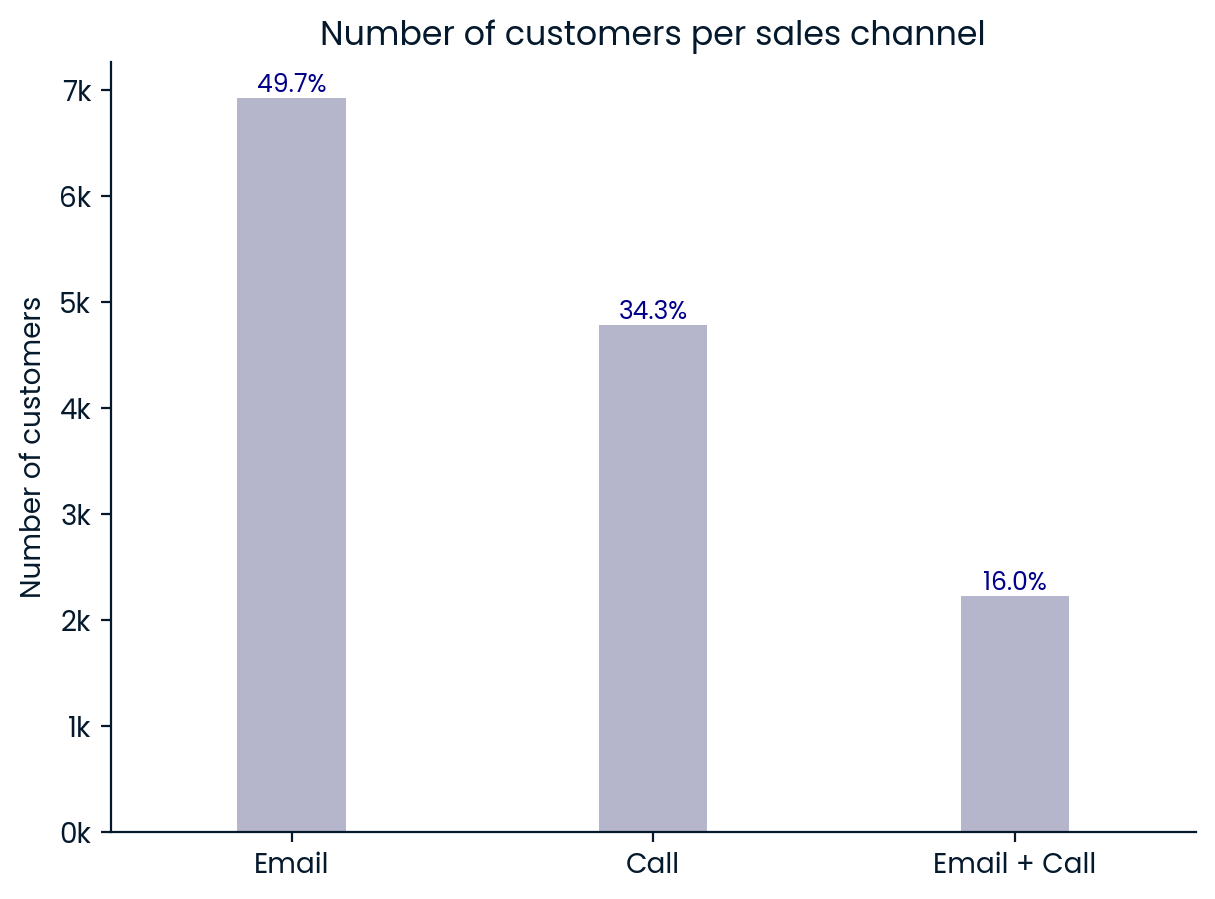 Number of customers per sales channel
49.7%
34.3%
16.0%
7k
6k
5k
4k
3k
2k
1k
0k
Number of customers
Email
Call
Email + Call